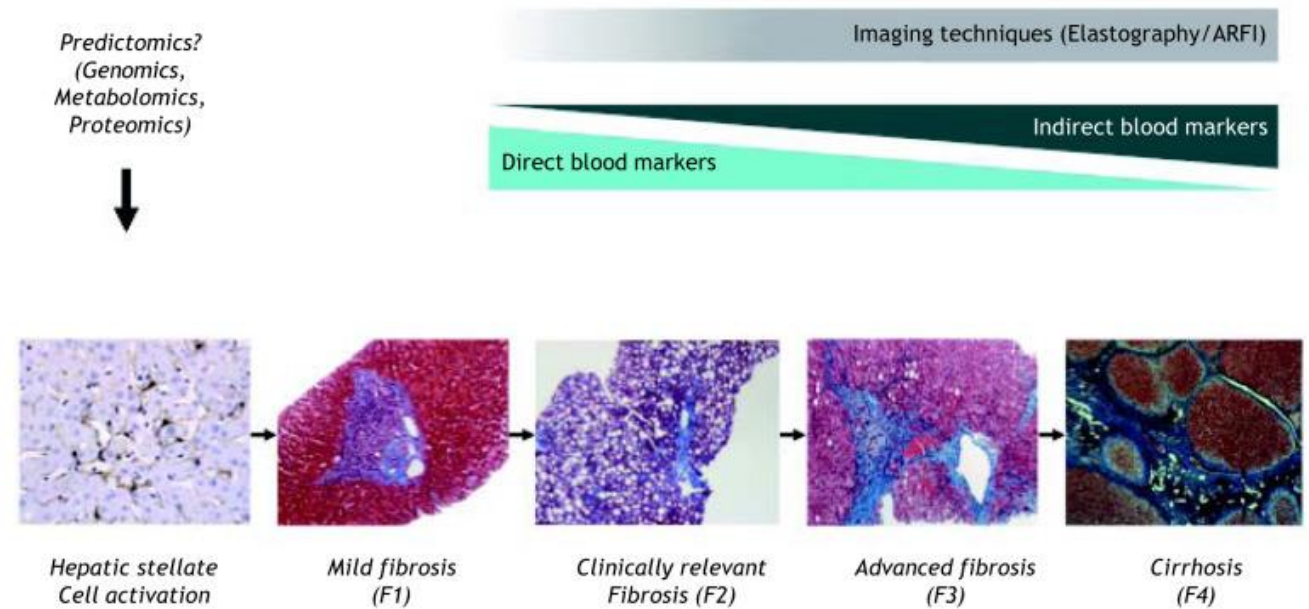 Predictomics?
(Genomics,
Metabolomics,
Proteomics)
Imaging techniques (Elastography/ARFI)
Indirect blood markers
Direct blood markers
Hepatic stellate
Cell activation
Mild fibrosis
(F1)
Clinically relevant
Fibrosis (F2)
Advanced fibrosis
(F3)
Cirrhosis
(F4)